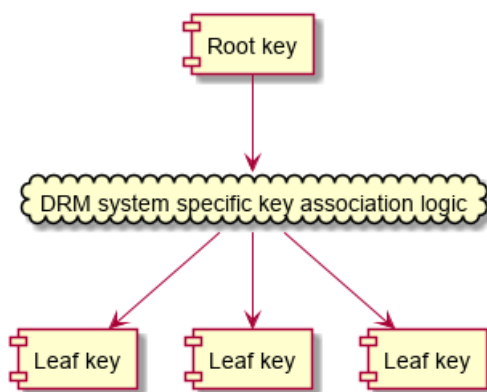 Root key
DRM system specific key association logic
Leaf key
Leaf key
Leaf key